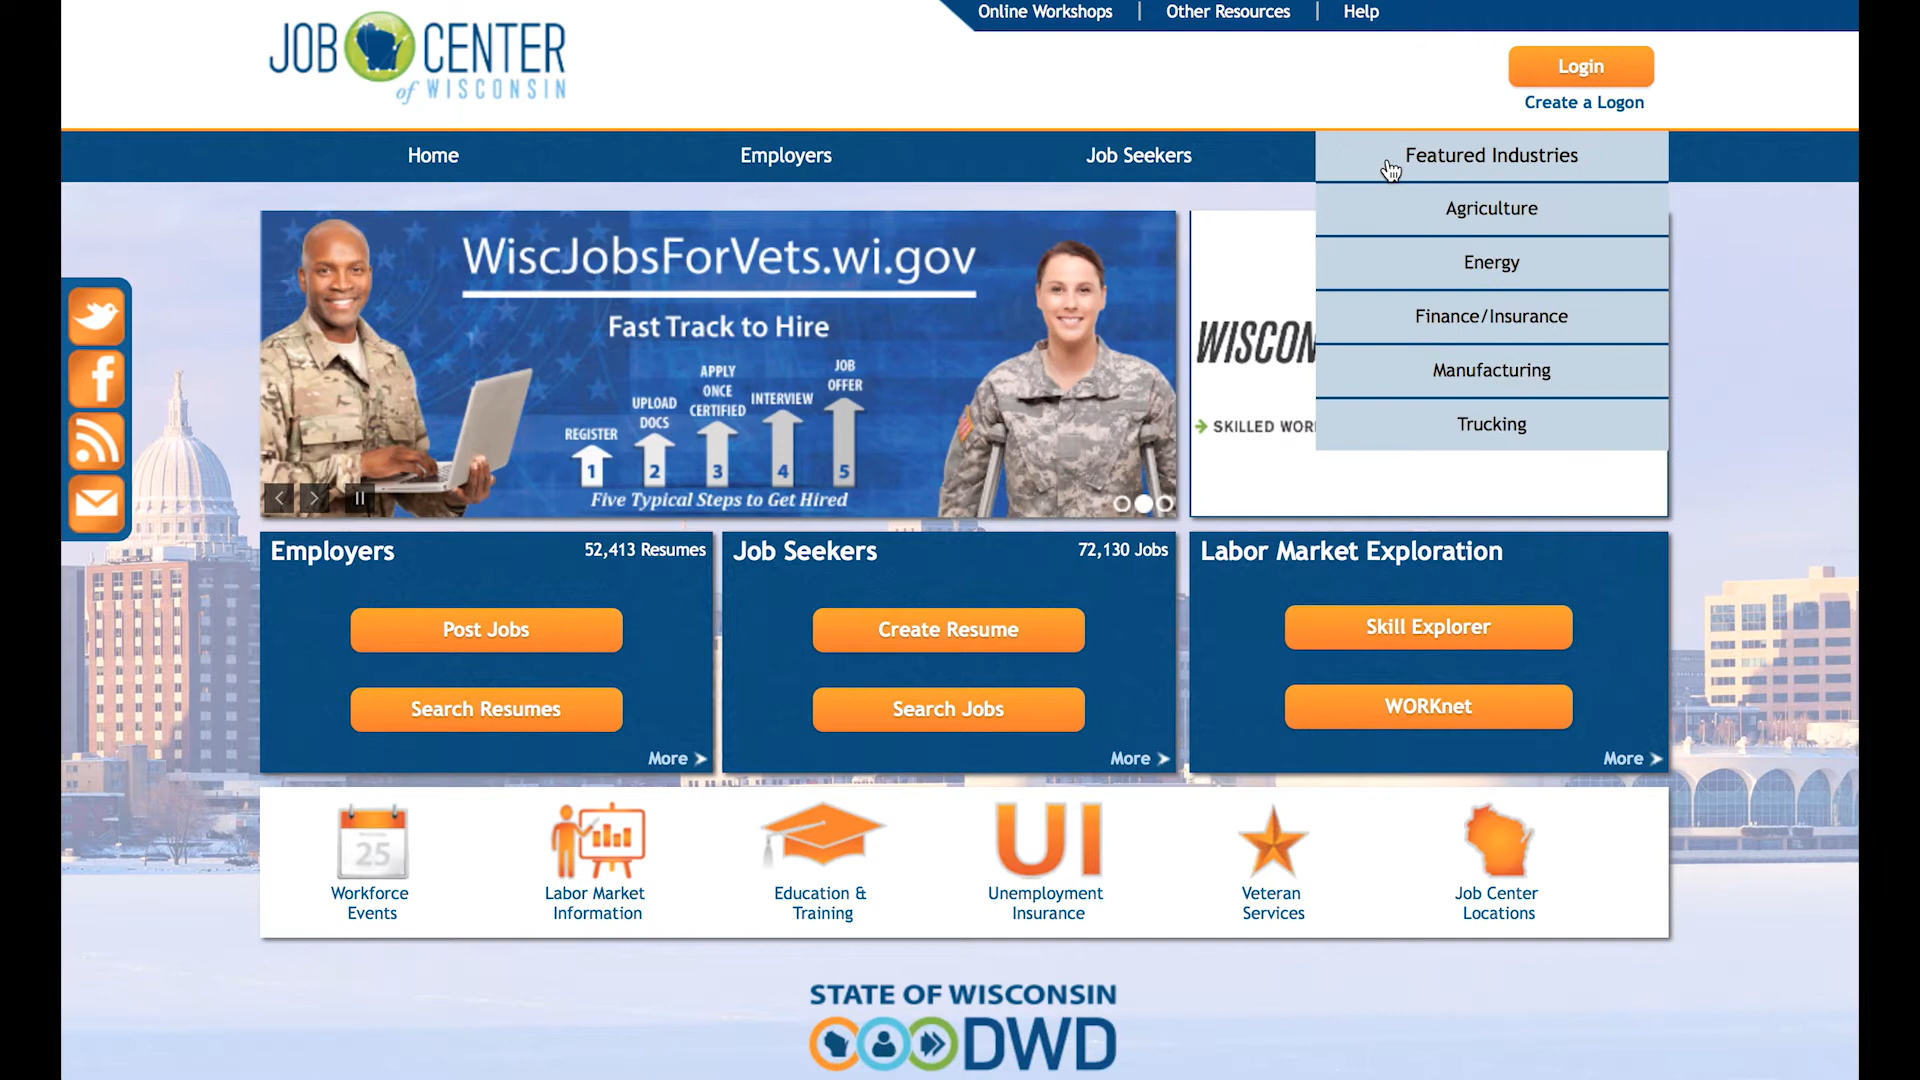 Online Workshops | Other Resources | Help
JOB CENTER
of WISCONSIN
Login
Create a Logon
Home
Employers
Job Seekers
Featured Industries
Agriculture
Energy
Finance/Insurance
Manufacturing
Trucking
WiscJobsForVets.wi.gov
Fast Track to Hire
REGISTER
1
UPLOAD
DOCS
2
APPLY
ONCE
CERTIFIED
3
INTERVIEW
4
JOB
OFFER
5
Five Typical Steps to Get Hired
WISCON
SKILLED WOR
Employers
52,413 Resumes
Post Jobs
Search Resumes
More
Job Seekers
72,130 Jobs
Create Resume
Search Jobs
More
Labor Market Exploration
Skill Explorer
WORKnet
More
25
Workforce
Events
Labor Market
Information
Education &
Training
UI
Unemployment
Insurance
Veteran
Services
Job Center
Locations
STATE OF WISCONSIN
DWD